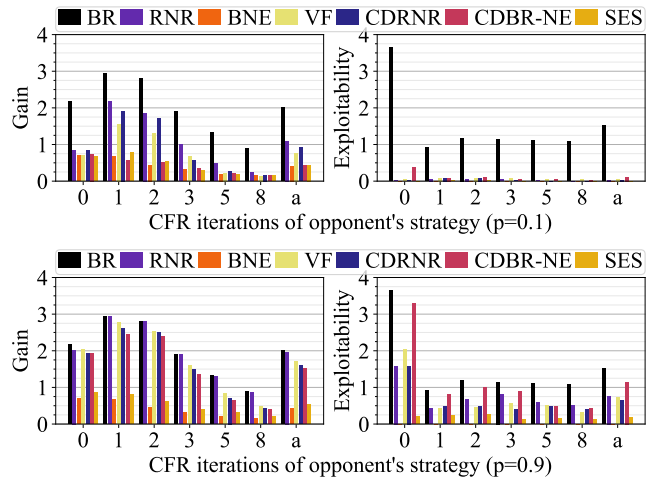 BR RNR BNE VF CDRNR CDBR-NE SES
Gain
4
3
2
1
0
0 1 2 3 5 8 a
Exploitability
4
3
2
1
0
0 1 2 3 5 8 a
CFR iterations of opponent's strategy (p=0.1)
BR RNR BNE VF CDRNR CDBR-NE SES
Gain
4
3
2
1
0
0 1 2 3 5 8 a
Exploitability
4
3
2
1
0
0 1 2 3 5 8 a
CFR iterations of opponent's strategy (p=0.9)